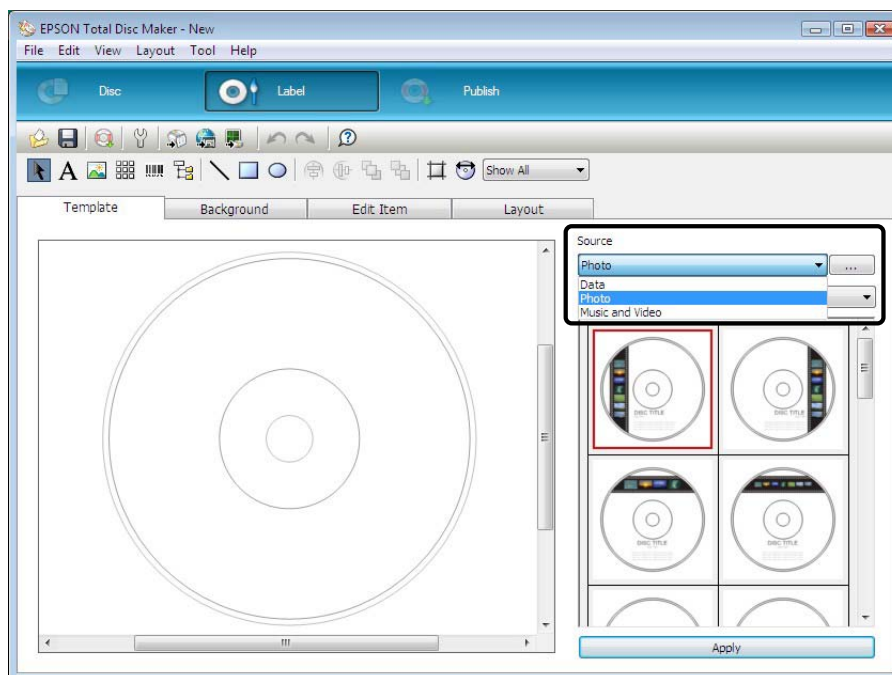 EPSON Total Disc Maker - New
File Edit View Layout Tool Help
Disc Label Publish
A Show All
Template Background Edit Item Layout
Source
Photo ...
Data
Photo
Music and Video
DISC TITLE DISC TITLE
DISC TITLE DISC TITLE
Apply